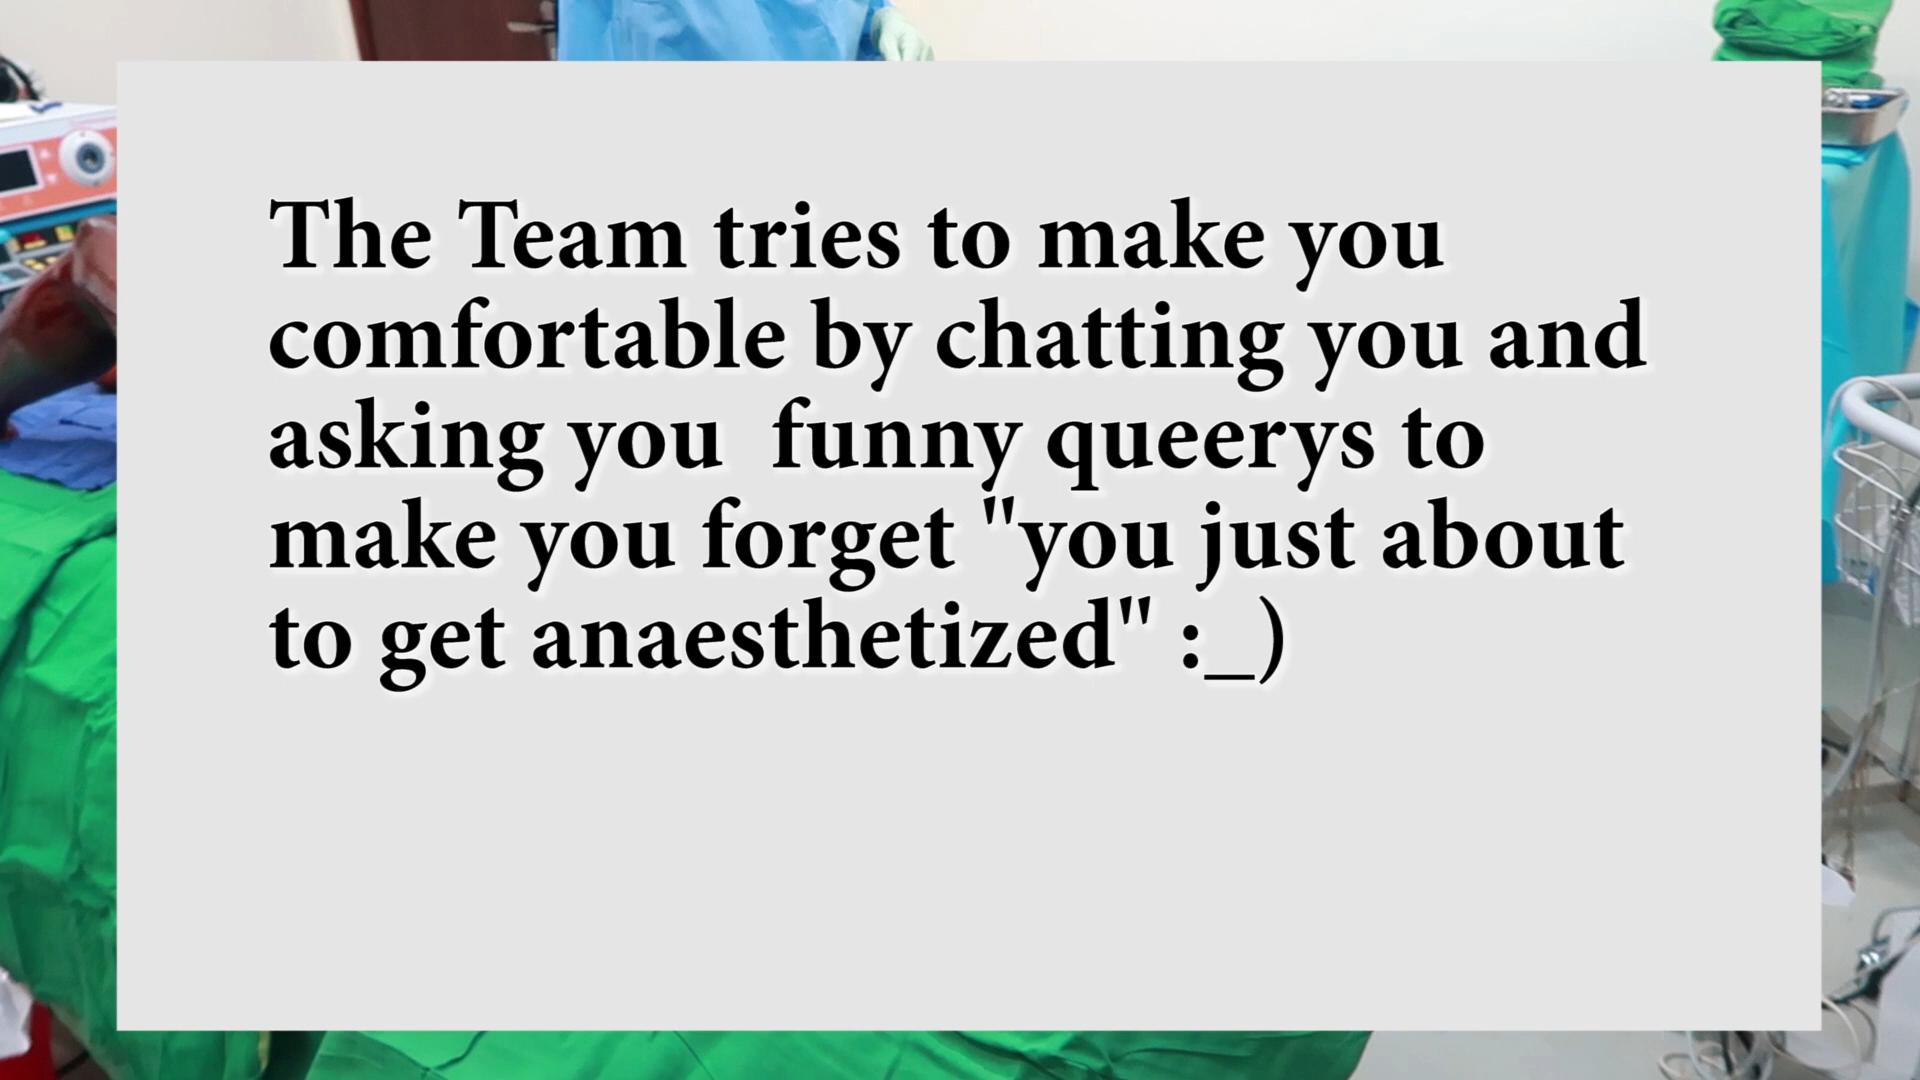 The Team tries to make you
comfortable by chatting you and
asking you  funny queerys to
make you forget "you just about
to get anaesthetized" :_)